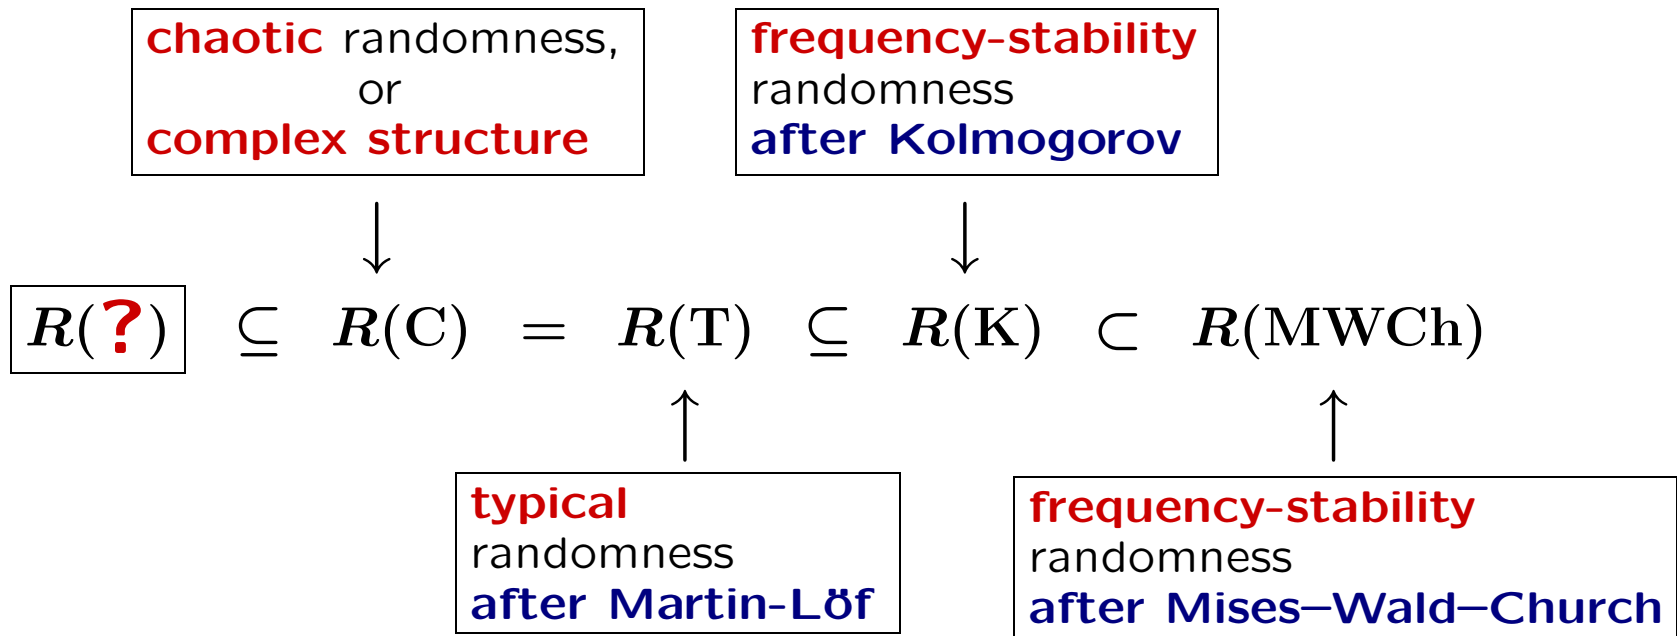 chaotic randomness,
or
complex structure
frequency-stability
randomness
after Kolmogorov
R(?) ⊆ R(C) = R(T) ⊆ R(K) ⊂ R(MWCh)
typical
randomness
after Martin-Löf
frequency-stability
randomness
after Mises–Wald–Church